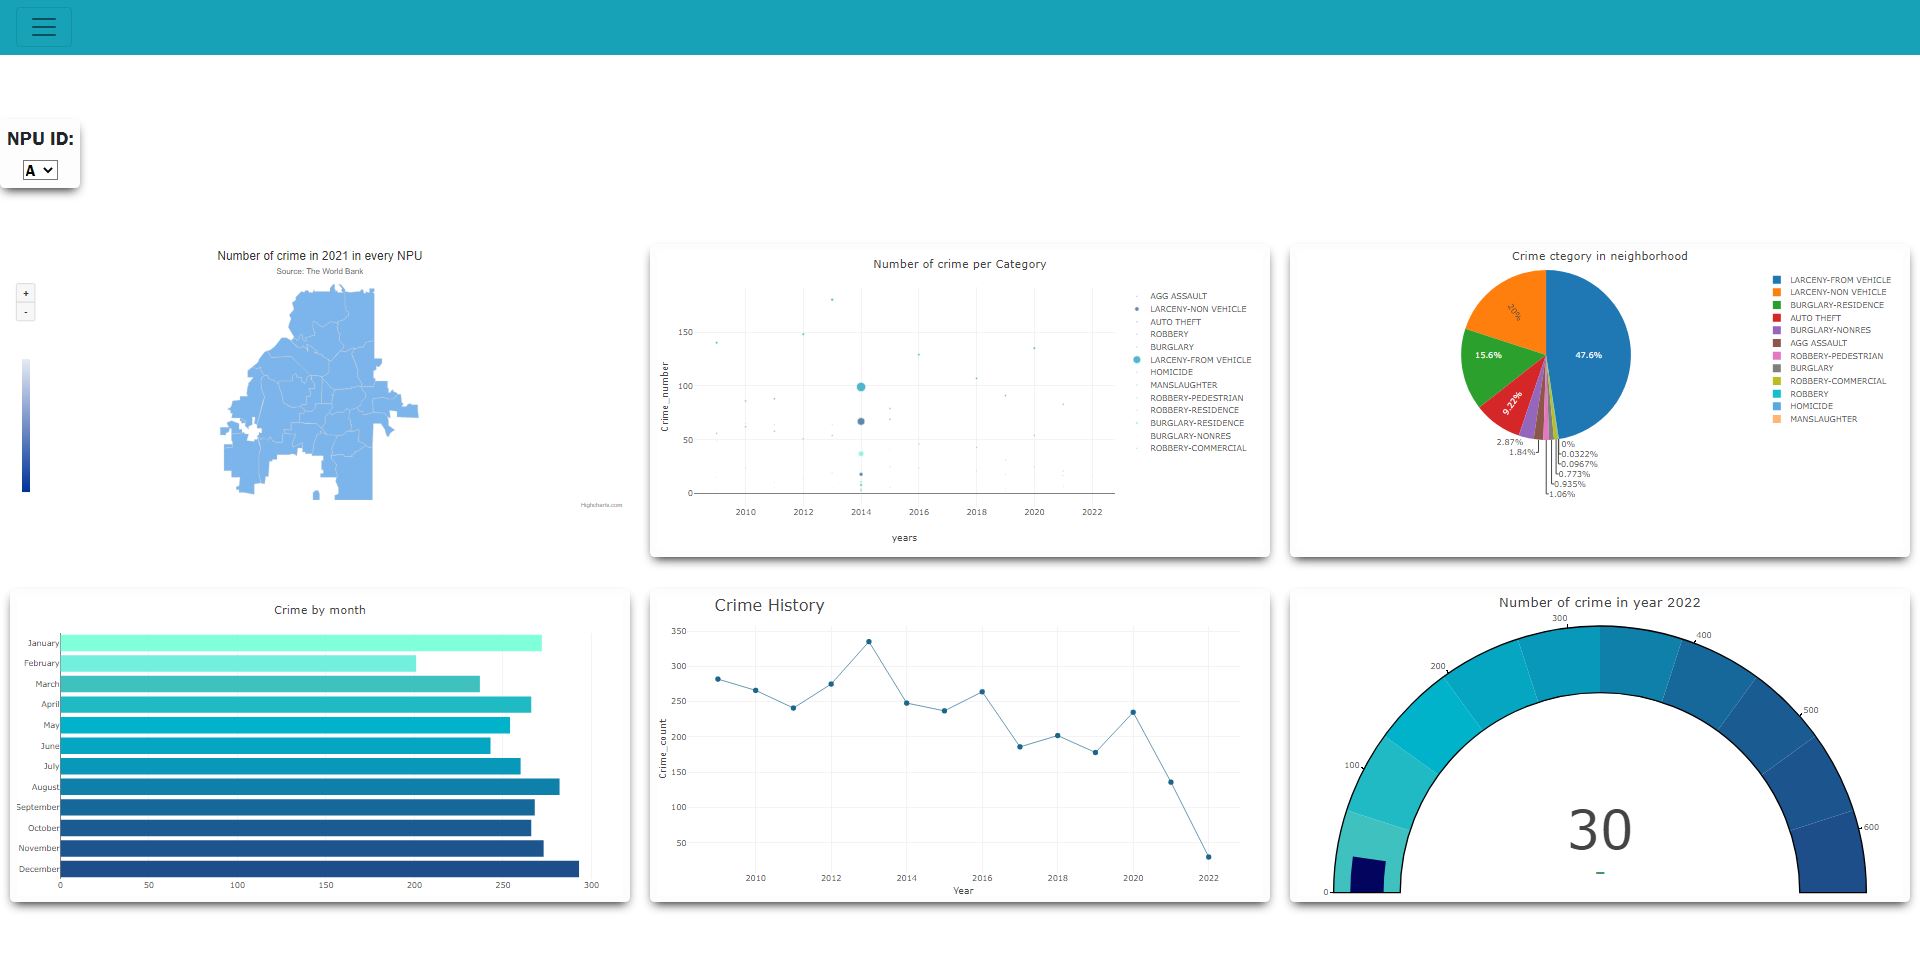 NPU ID:
A
Number of crime in 2021 in every NPU
Source: The World Bank
+
-
Highcharts.com
Number of crime per Category
Crime_number
150
100
50
0
2010 2012 2014 2016 2018 2020 2022
years
AGG ASSAULT
LARCENY-NON VEHICLE
AUTO THEFT
ROBBERY
BURGLARY
LARCENY-FROM VEHICLE
HOMICIDE
MANSLAUGHTER
ROBBERY-PEDESTRIAN
ROBBERY-RESIDENCE
BURGLARY-RESIDENCE
BURGLARY-NONRES
ROBBERY-COMMERCIAL
Crime ctegory in neighborhood
20%
47.6%
15.6%
9.22%
2.87%
1.84%
0%
0.0322%
0.0967%
0.773%
0.935%
1.06%
LARCENY-FROM VEHICLE
LARCENY-NON VEHICLE
BURGLARY-RESIDENCE
AUTO THEFT
BURGLARY-NONRES
AGG ASSAULT
ROBBERY-PEDESTRIAN
BURGLARY
ROBBERY-COMMERCIAL
ROBBERY
HOMICIDE
MANSLAUGHTER
Crime by month
January
February
March
April
May
June
July
August
September
October
November
December
0 50 100 150 200 250 300
Crime History
Crime_count
350
300
250
200
150
100
50
2010 2012 2014 2016 2018 2020 2022
Year
Number of crime in year 2022
0
100
200
300
400
500
600
30
-